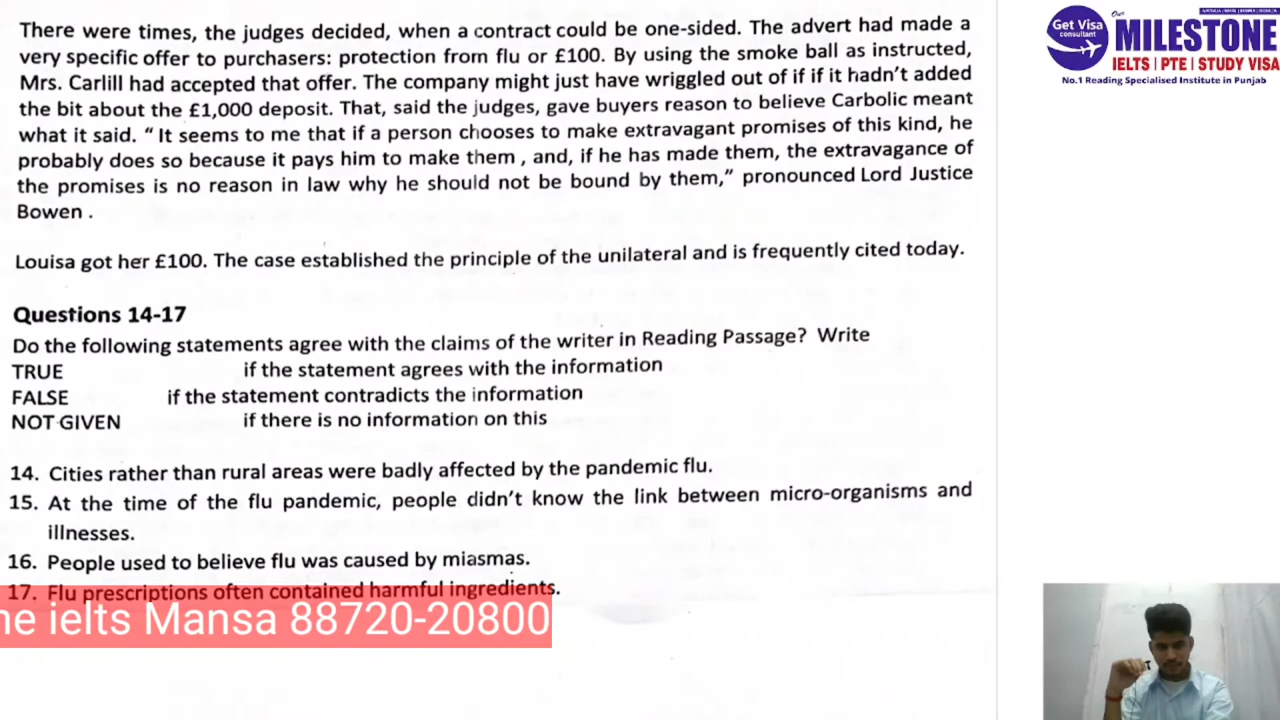 There were times, the judges decided, when a contract could be one-sided. The advert had made a
very specific offer to purchasers: protection from flu or £100. By using the smoke ball as instructed,
Mrs. Carlill had accepted that offer. The company might just have wriggled out of if if it hadn't added
the bit about the £1,000 deposit. That, said the judges, gave buyers reason to believe Carbolic meant
what it said. “It seems to me that if a person chooses to make extravagant promises of this kind, he
probably does so because it pays him to make them , and, if he has made them, the extravagance of
the promises is no reason in law why he should not be bound by them,” pronounced Lord Justice
Bowen .
Louisa got her £100. The case established the principle of the unilateral and is frequently cited today.
Questions 14-17
Do the following statements agree with the claims of the writer in Reading Passage? Write
TRUE if the statement agrees with the information
FALSE if the statement contradicts the information
NOT GIVEN if there is no information on this
14. Cities rather than rural areas were badly affected by the pandemic flu.
15. At the time of the flu pandemic, people didn't know the link between micro-organisms and
illnesses.
16. People used to believe flu was caused by miasmas.
17. Flu prescriptions often contained harmful ingredients.
ne ielts Mansa 88720-20800
Get Visa
consultant
Our
MILESTONE
IELTS | PTE | STUDY VISA
No.1 Reading Specialised Institute in Punjab